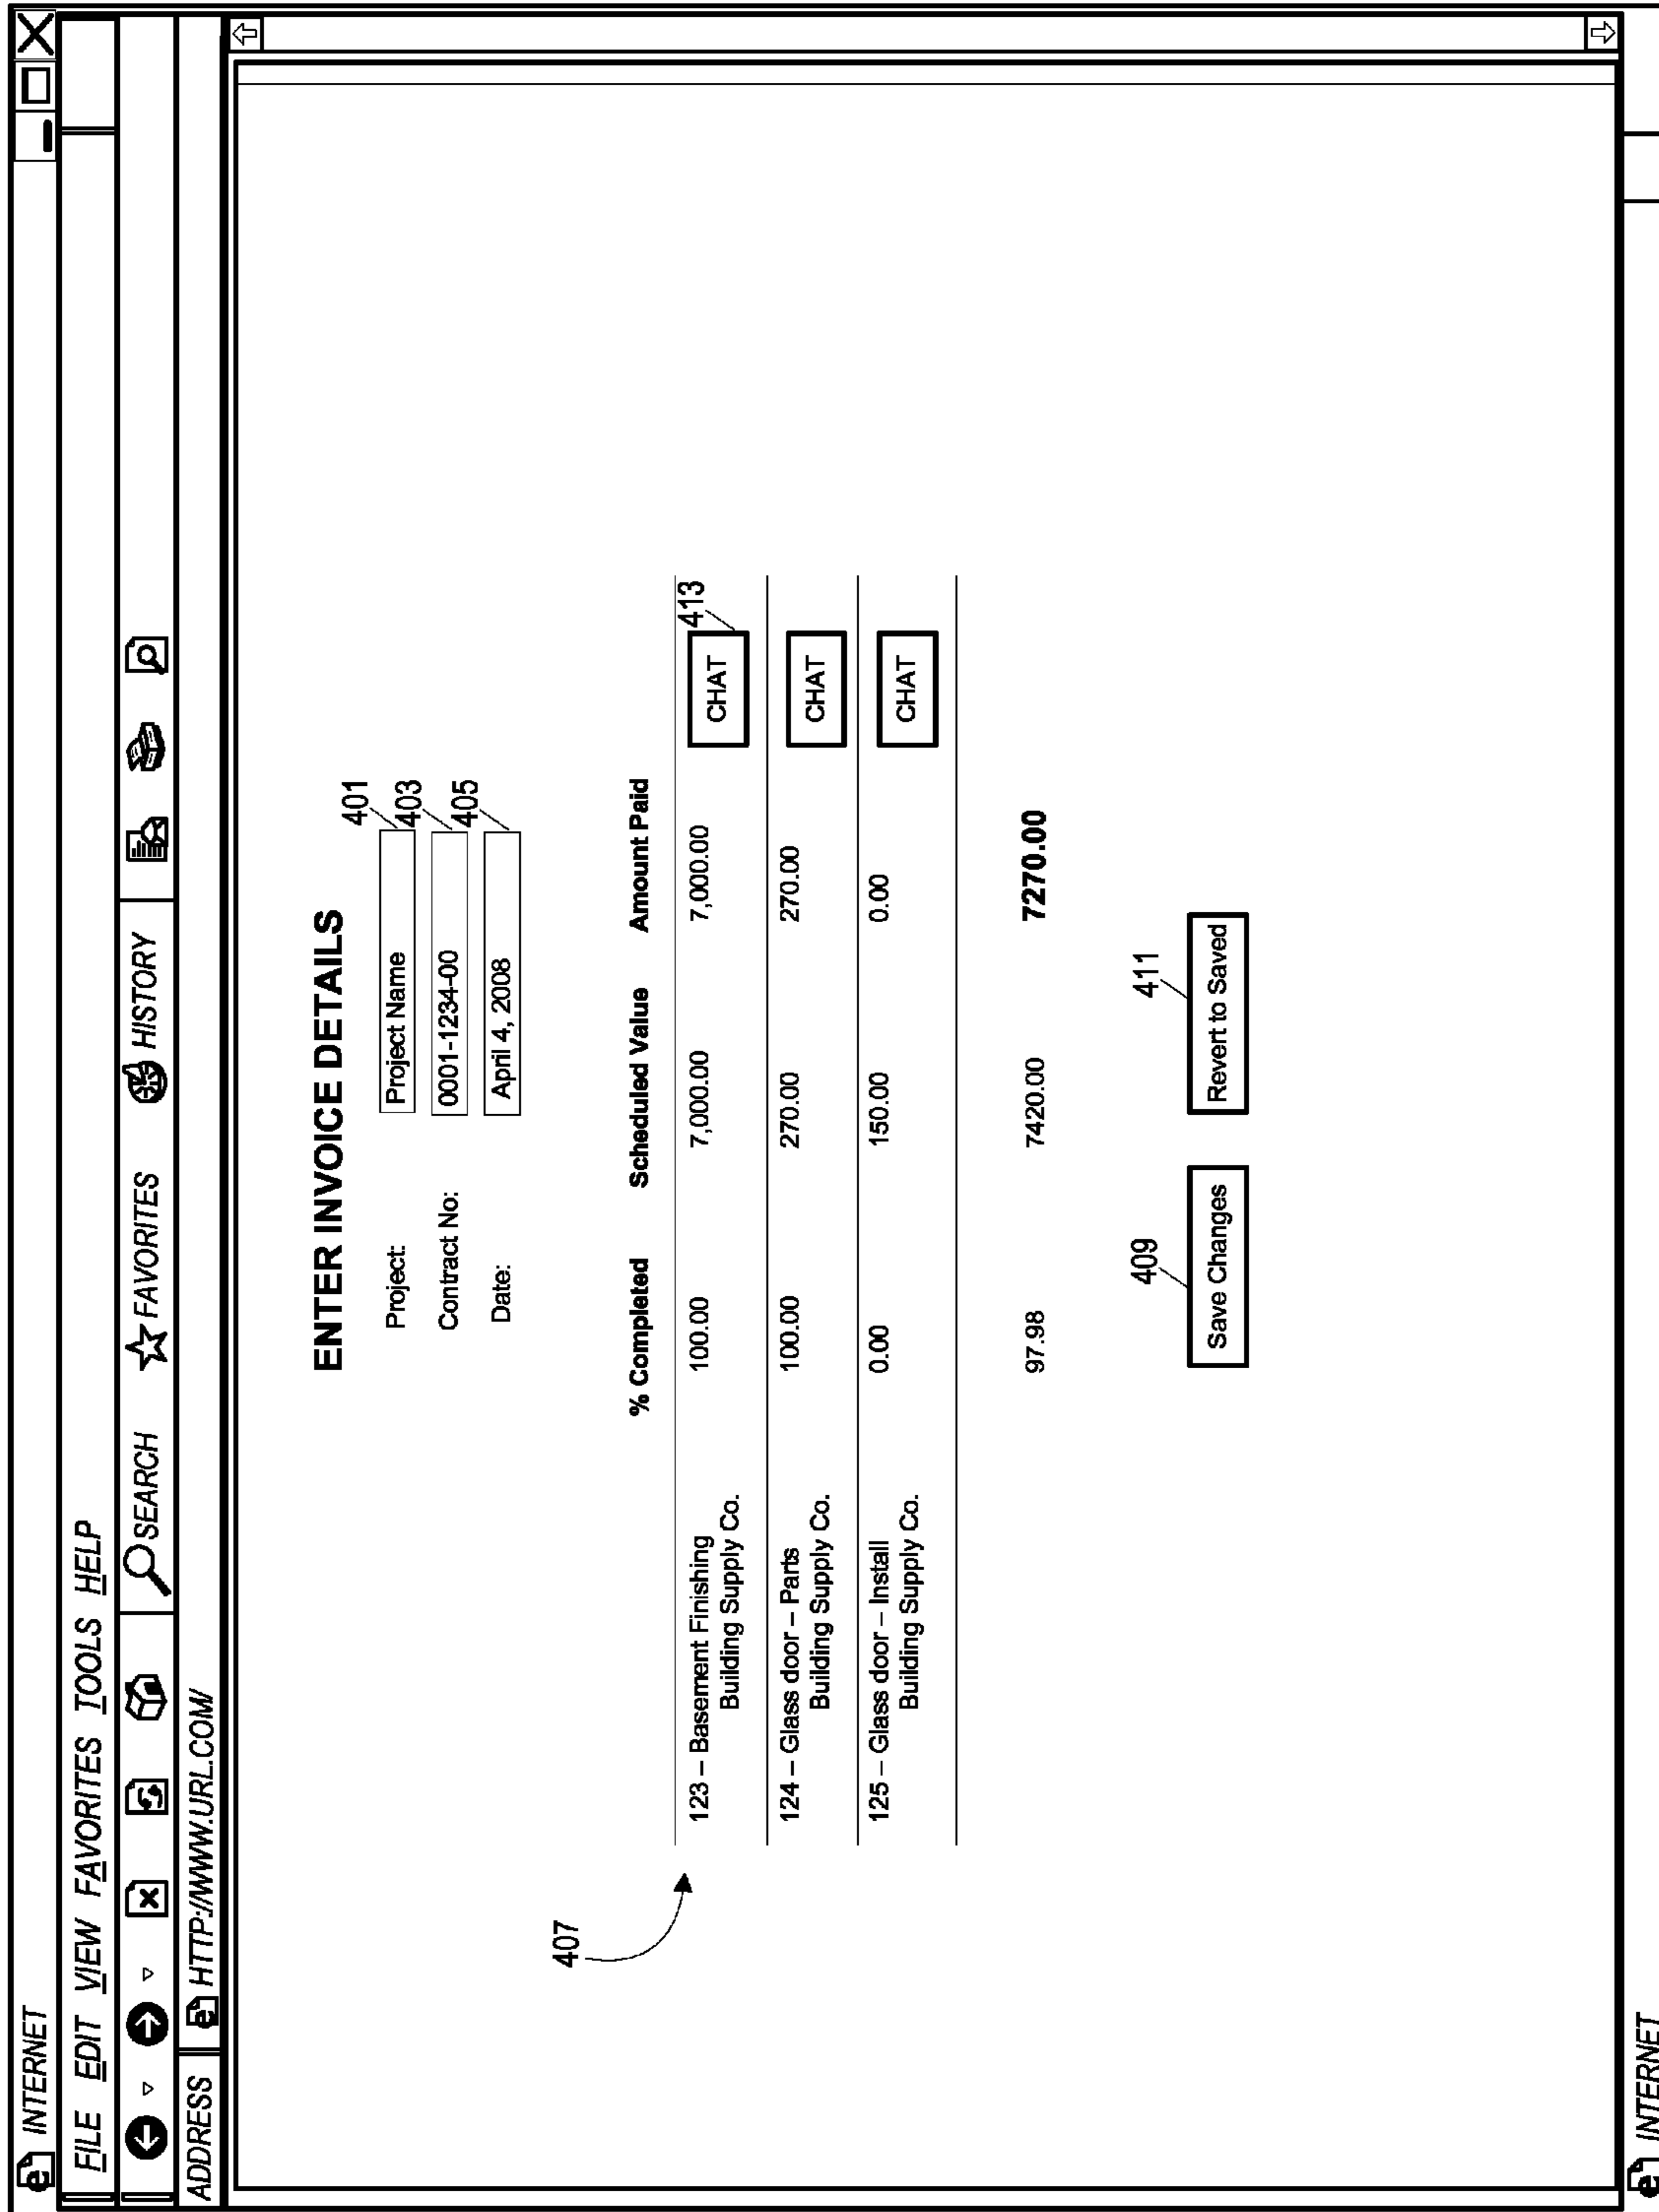 INTERNET
FILE EDIT VIEW FAVORITES TOOLS HELP
SEARCH FAVORITES HISTORY
ADDRESS HTTP://WWW.URL.COM/
ENTER INVOICE DETAILS
401
Project: Project Name
403
Contract No: 0001-1234-00
405
Date: April 4, 2008
407
% Completed Scheduled Value Amount Paid
413
123 – Basement Finishing 100.00 7,000.00 7,000.00 CHAT
Building Supply Co.
124 – Glass door – Parts 100.00 270.00 270.00 CHAT
Building Supply Co.
125 – Glass door – Install 0.00 150.00 0.00 CHAT
Building Supply Co.
97.98 7420.00 7270.00
409 411
Save Changes Revert to Saved
INTERNET